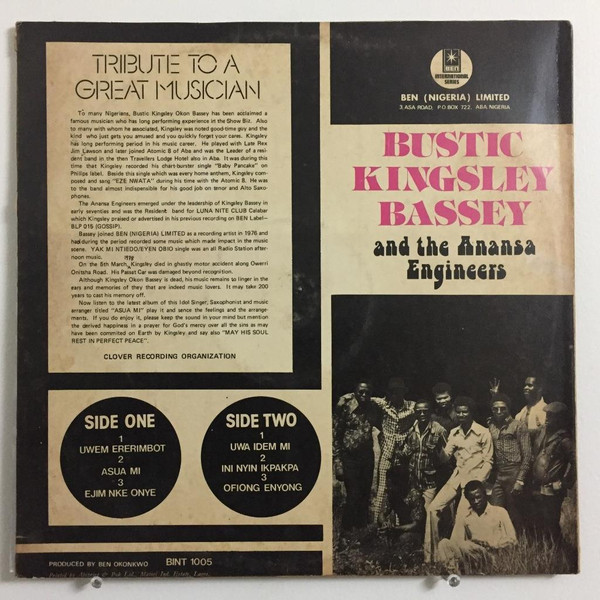 TRIBUTE TO A
GREAT MUSICIAN
To many Nigerians, Bustic Kingsley Okon Bassey has been acclaimed a
famous musician who has long performing experience in the Show Biz. Also
to many with whom he associated, Kingsley was noted good-time guy and the
kind who just gets you amused and you quickly forget your cares. Kingsley
has long performing period in his music career. He played with Late Rex
Jim Lawson and later joined Atomic 8 of Aba and was the Leader of a resi-
dent band in the then Travellers Lodge Hotel also in Aba. It was during this
time that Kingsley recorded his chart-burster single "Baby Pancake" on
Philips label. Beside this single which was every home anthem, Kingsley com-
posed and sang "EZE NWATA" during his time with the Atomic 8. He was
to the band almost indispensible for his good job on tenor and Alto Saxo-
phones.
The Anansa Engineers emerged under the leadership of Kingsley Bassey in
early seventies and was the Resident band for LUNA NITE CLUB Calabar
which Kingsley praised or advertised in his previous recording on BEN Label—
BLP 015 (GOSSIP).
Bassey joined BEN (NIGERIA) LIMITED as a recording artist in 1976 and
had during the period recorded some music which made impact in the music
scene. YAK MI NTIEDO/EYEN OBIO single was an all Radio Station after-
noon music.
On the 5th March, 1978 Kingsley died in ghastly motor accident along Owerri
Onitsha Road. His Passat Car was damaged beyond recognition.
Although Kingsley Okon Bassey is dead, his music remains to linger in the
ears and memories of they that are indeed music lovers. It may take 200
years to cast his memory off.
Now listen to the latest album of this Idol Singer; Saxophonist and music
arranger titled "ASUA MI" play it and sence the feelings and the arrange-
ments. If you do enjoy it, please keep the sound in your mind but mention
the derived happiness in a prayer for God's mercy over all the sins as may
have been commited on Earth by Kingsley and say also "MAY HIS SOUL
REST IN PERFECT PEACE".
CLOVER RECORDING ORGANIZATION
SIDE ONE
1
UWEM ERERIMBOT
2
ASUA MI
3
EJIM NKE ONYE
SIDE TWO
1
UWA IDEM MI
2
INI NYIN IKPAKPA
3
OFIONG ENYONG
PRODUCED BY BEN OKONKWO
BINT 1005
BEN
INTERNATIONAL
SERIES
BEN (NIGERIA) LIMITED
3 ASA ROAD, P.O BOX 722, ABA NIGERIA
BUSTIC
KINGSLEY
BASSEY
and the Anansa
Engineers